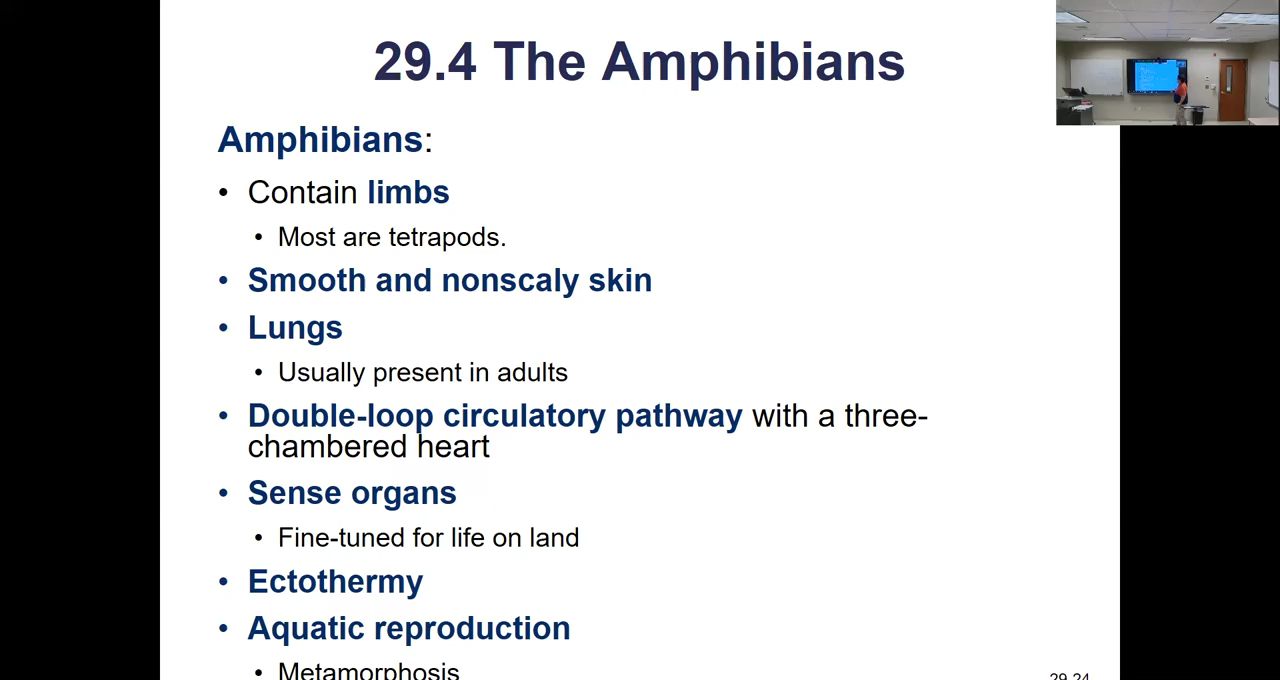 29.4 The Amphibians
Amphibians:
• Contain limbs
• Most are tetrapods.
• Smooth and nonscaly skin
• Lungs
• Usually present in adults
• Double-loop circulatory pathway with a three-
chambered heart
• Sense organs
• Fine-tuned for life on land
• Ectothermy
• Aquatic reproduction
• Metamorphosis
29.24